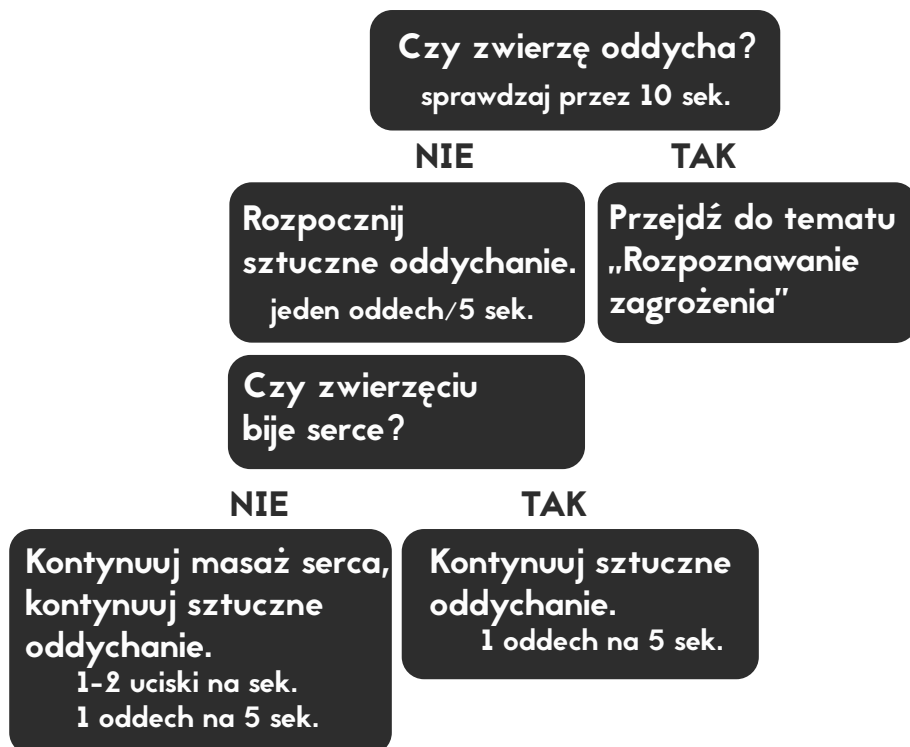 Czy zwierzę oddycha?
sprawdzaj przez 10 sek.
NIE
TAK
Rozpocznij
sztuczne oddychanie.
jeden oddech/5 sek.
Przejdź do tematu
„Rozpoznawanie
zagrożenia"
Czy zwierzęciu
bije serce?
NIE
TAK
Kontynuuj masaż serca,
kontynuuj sztuczne
oddychanie.
1-2 uciski na sek.
1 oddech na 5 sek.
Kontynuuj sztuczne
oddychanie.
1 oddech na 5 sek.